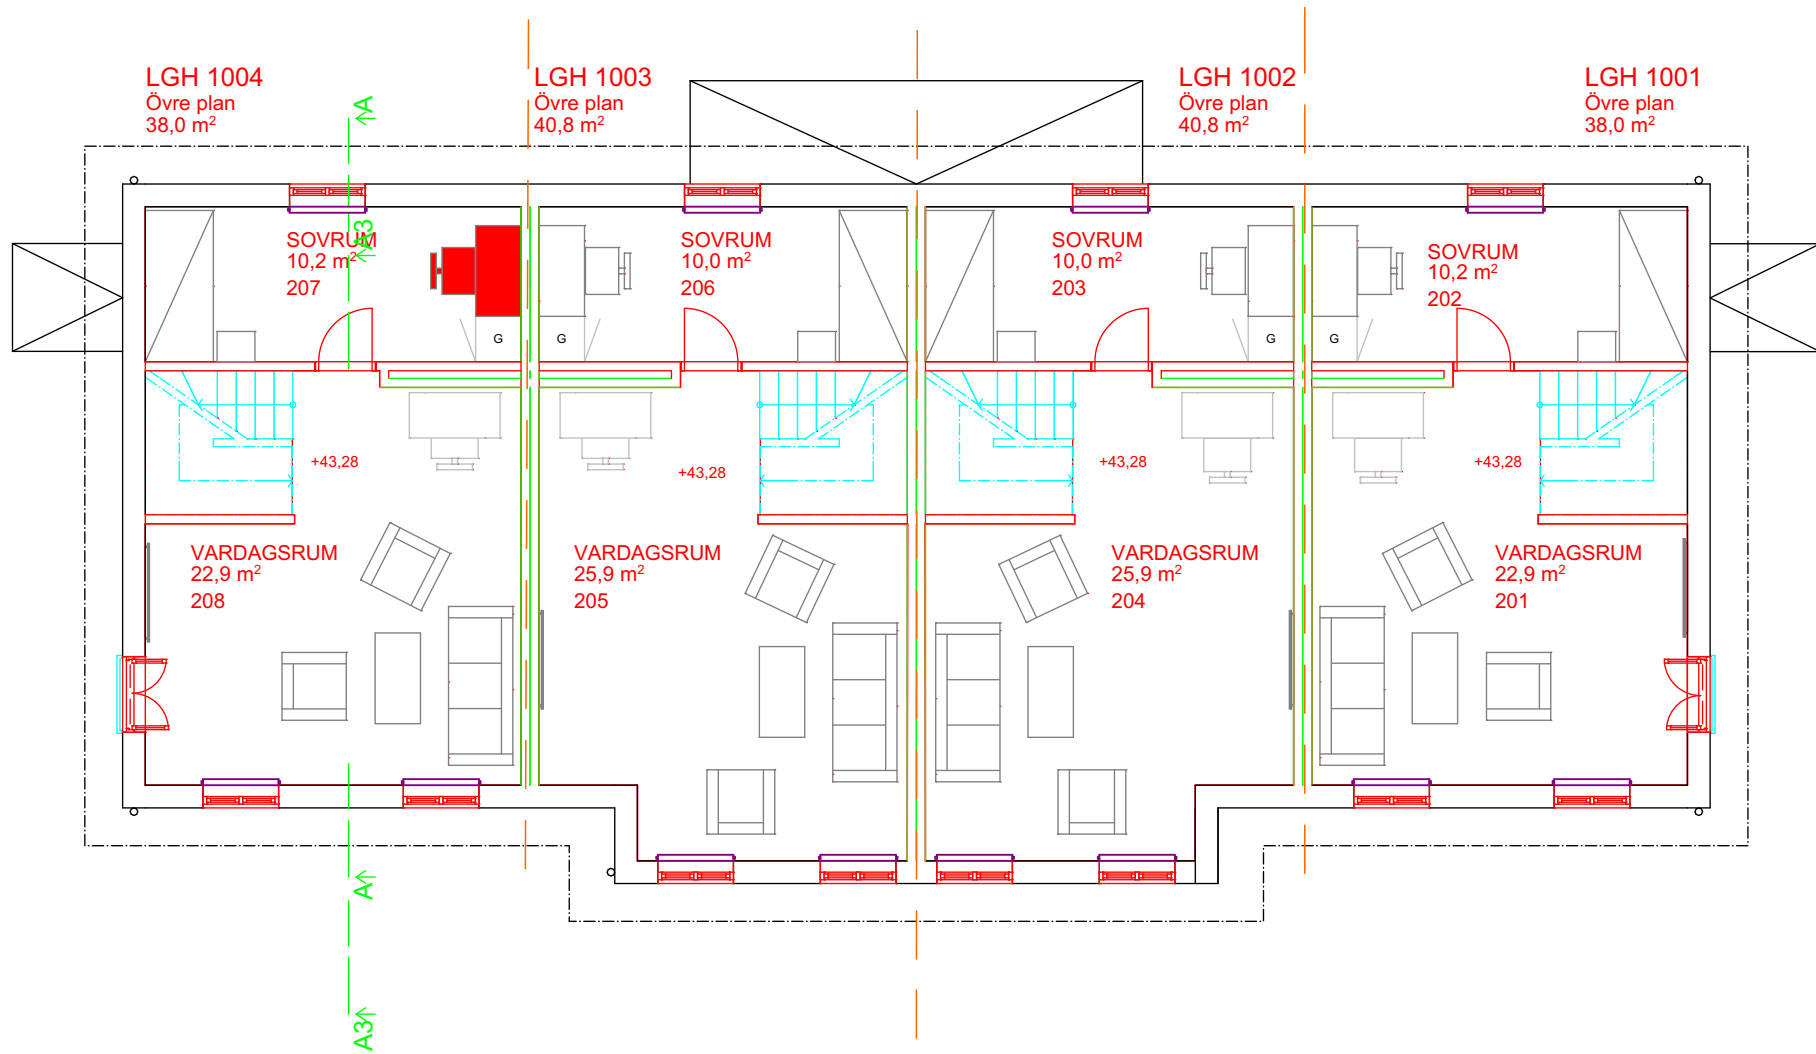 LGH 1004
Övre plan
38,0 m²
LGH 1003
Övre plan
40,8 m²
LGH 1002
Övre plan
40,8 m²
LGH 1001
Övre plan
38,0 m²
A
A3
SOVRUM
10,2 m²
207
SOVRUM
10,0 m²
206
SOVRUM
10,0 m²
203
SOVRUM
10,2 m²
202
G
G
G
G
+43,28
+43,28
+43,28
+43,28
VARDAGSRUM
22,9 m²
208
VARDAGSRUM
25,9 m²
205
VARDAGSRUM
25,9 m²
204
VARDAGSRUM
22,9 m²
201
A
A3